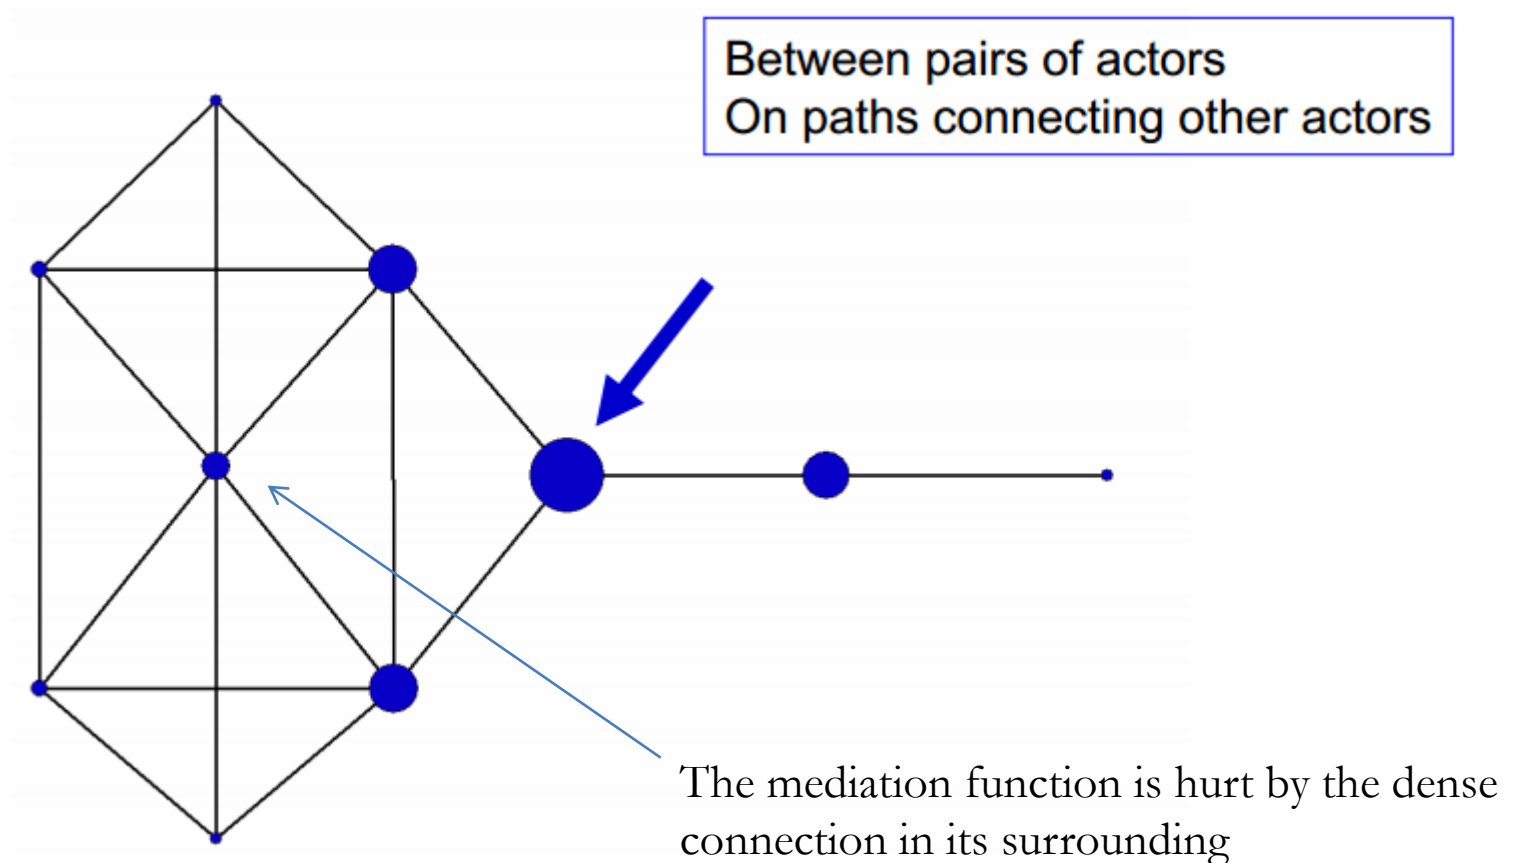 Between pairs of actors
On paths connecting other actors
The mediation function is hurt by the dense
connection in its surrounding